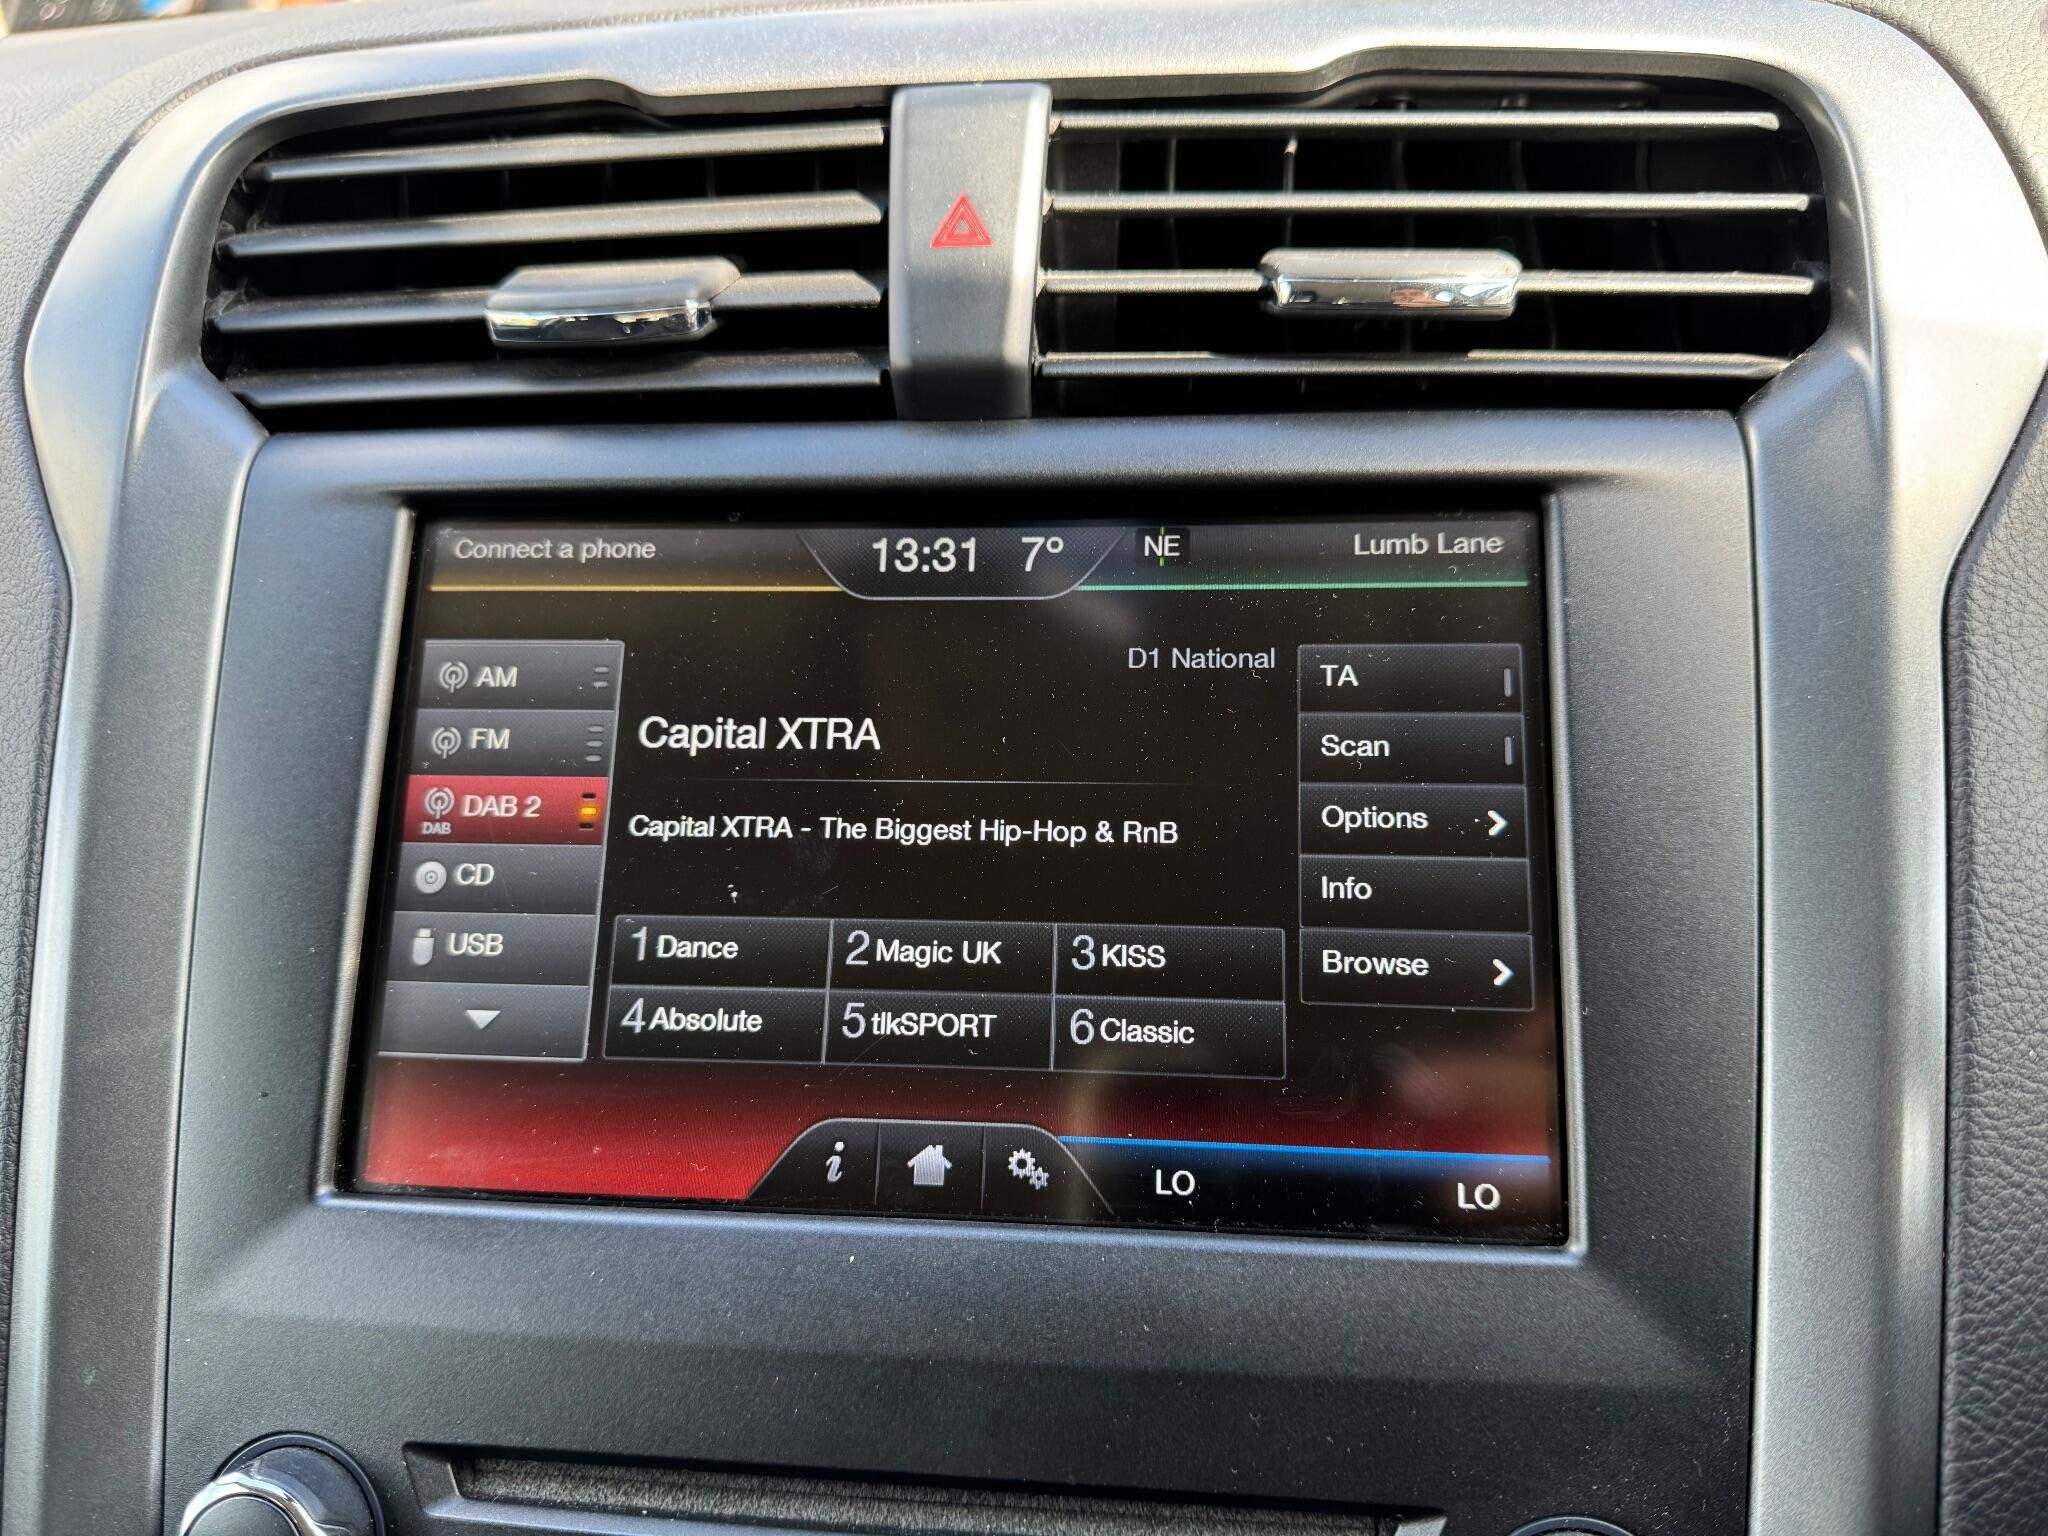 Connect a phone
13:31 7°
NE
Lumb Lane
AM
FM
DAB DAB 2
CD
USB
D1 National
Capital XTRA
Capital XTRA - The Biggest Hip-Hop & RnB
1 Dance
2 Magic UK
3 KISS
4 Absolute
5 tlkSPORT
6 Classic
TA
Scan
Options
Info
Browse
i
LO
LO